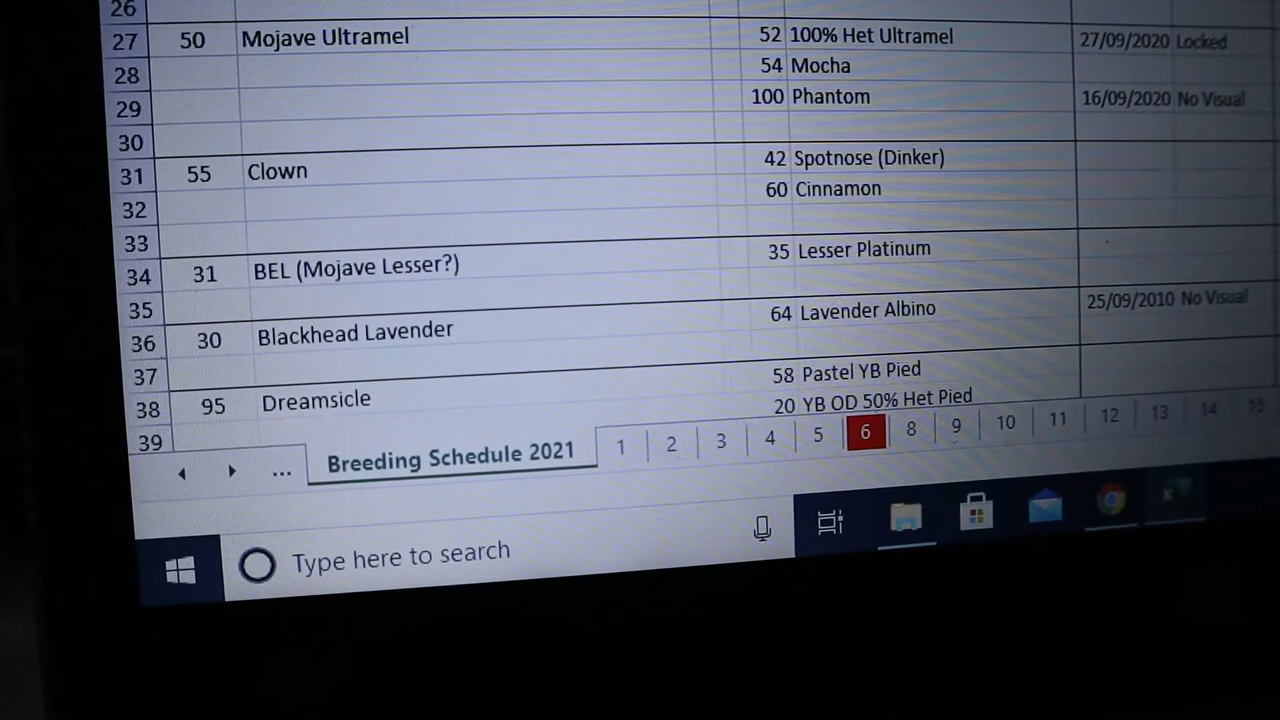 26
27 50 Mojave Ultramel 52 100% Het Ultramel 27/09/2020 Locked
28 54 Mocha
29 100 Phantom 16/09/2020 No Visual
30
31 55 Clown 42 Spotnose (Dinker)
32 60 Cinnamon
33
34 31 BEL (Mojave Lesser?) 35 Lesser Platinum
35
36 30 Blackhead Lavender 64 Lavender Albino 25/09/2010 No Visual
37
38 95 Dreamsicle 58 Pastel YB Pied
39 20 YB OD 50% Het Pied
... Breeding Schedule 2021 1 2 3 4 5 6 8 9 10 11 12 13 14 15
Type here to search